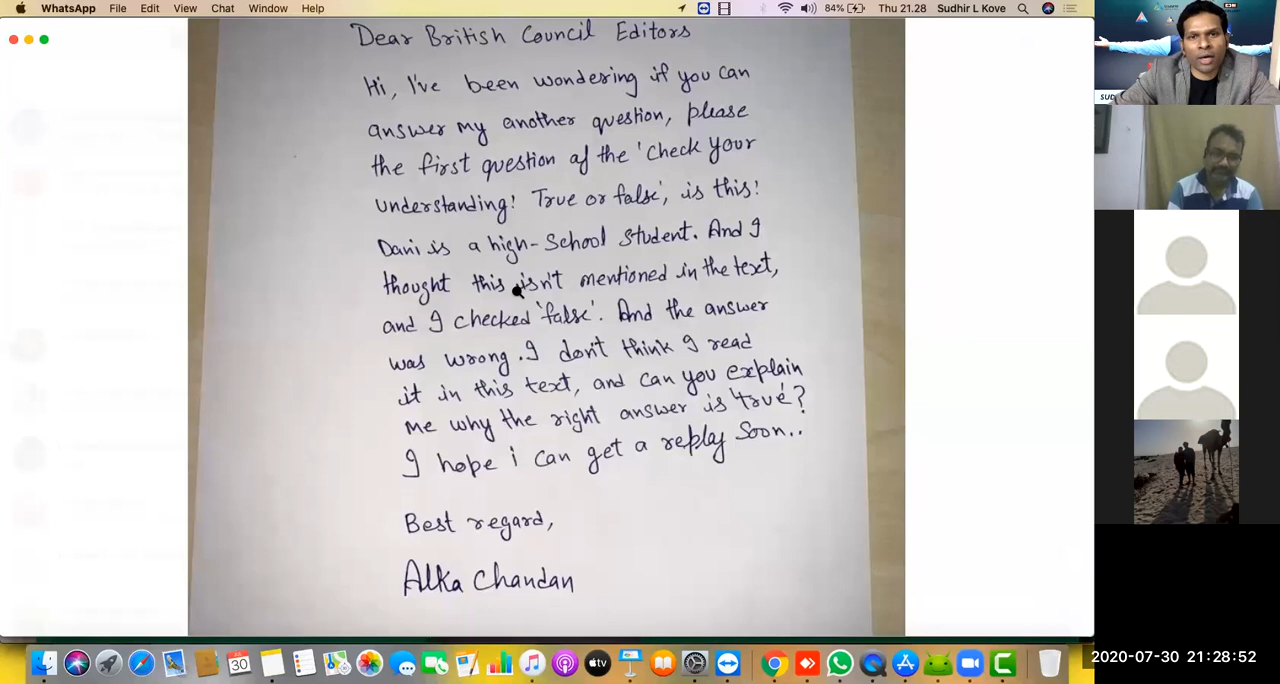 WhatsApp File Edit View Chat Window Help 84% Thu 21.28 Sudhir L Kove
Dear British Council Editors
Hi, I've been wondering if you can
answer my another question, please
the first question of the 'Check your
understanding! True or false', is this!
Dani is a high-School student. And I
thought this isn't mentioned in the text,
and I checked 'false'. And the answer
was wrong. I don't think I read
it in this text, and can you explain
me why the right answer is 'true'?
I hope i can get a reply soon..
Best regard,
Alka Chandan
SUD
JUL
30
tv
2020-07-30 21:28:52